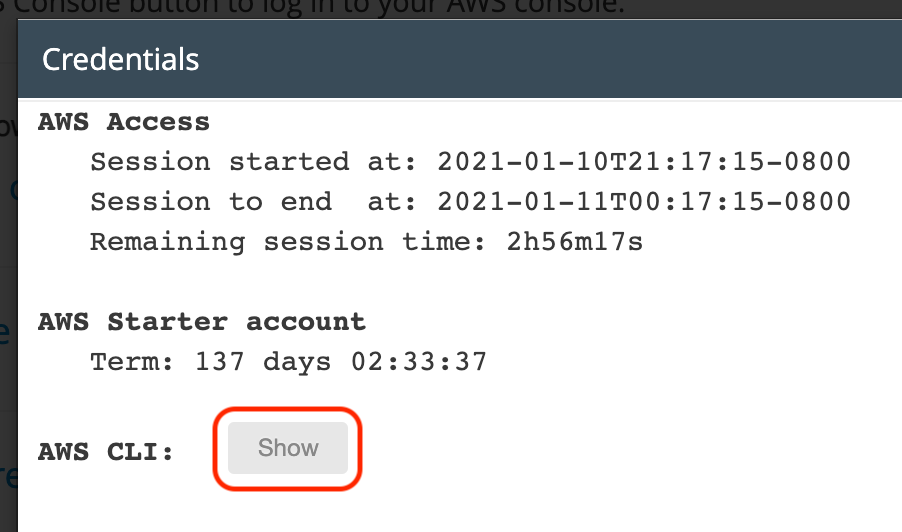 Console button to log in to your AWS console.
Credentials
AWS Access
Session started at: 2021-01-10T21:17:15-0800
Session to end  at: 2021-01-11T00:17:15-0800
Remaining session time: 2h56m17s
AWS Starter account
Term: 137 days 02:33:37
AWS CLI: Show